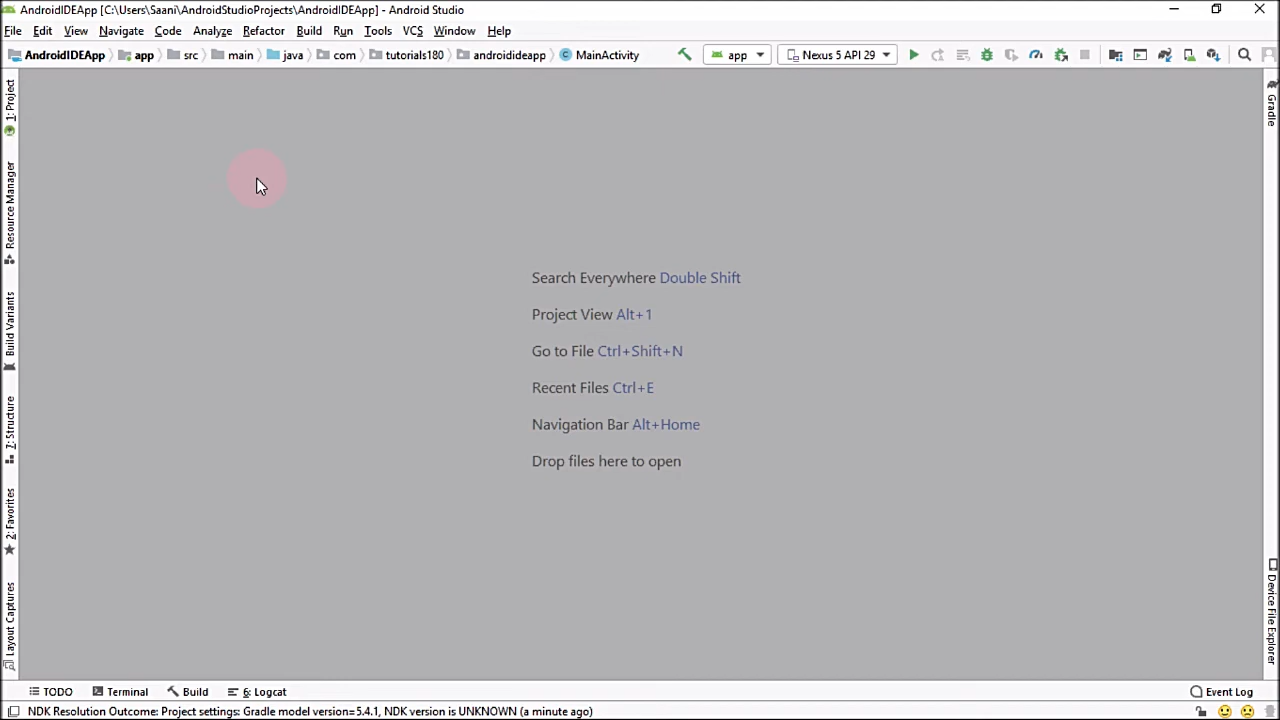 AndroidIDEApp [C:\Users\Saani\AndroidStudioProjects\AndroidIDEApp] - Android Studio
File Edit View Navigate Code Analyze Refactor Build Run Tools VCS Window Help
AndroidIDEApp app src main java com tutorials180 androidideapp MainActivity app Nexus 5 API 29
1: Project
Resource Manager
Build Variants
7: Structure
2: Favorites
Layout Captures
Search Everywhere Double Shift
Project View Alt+1
Go to File Ctrl+Shift+N
Recent Files Ctrl+E
Navigation Bar Alt+Home
Drop files here to open
Gradle
Device File Explorer
TODO Terminal Build 6: Logcat Event Log
NDK Resolution Outcome: Project settings: Gradle model version=5.4.1, NDK version is UNKNOWN (a minute ago)